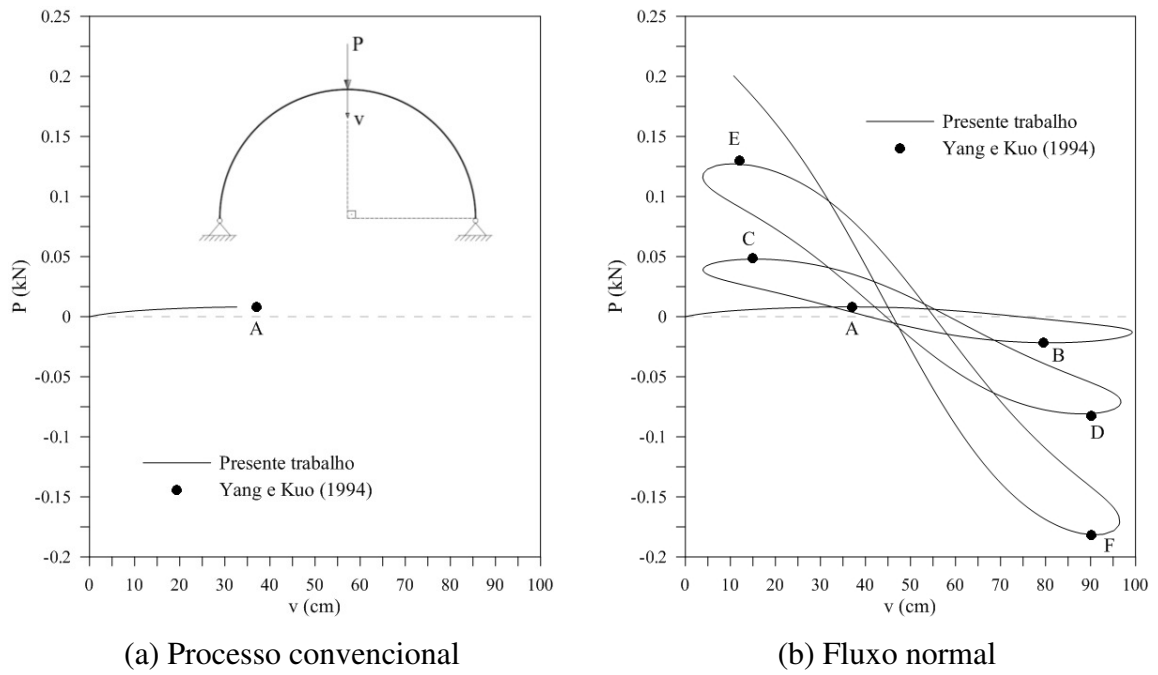 0.25
0.2
0.15
0.1
0.05
0
-0.05
-0.1
-0.15
-0.2
P (kN)
P
v
A
Presente trabalho
Yang e Kuo (1994)
0 10 20 30 40 50 60 70 80 90 100
v (cm)
(a) Processo convencional
0.25
0.2
0.15
0.1
0.05
0
-0.05
-0.1
-0.15
-0.2
P (kN)
Presente trabalho
Yang e Kuo (1994)
E
C
A
B
D
F
0 10 20 30 40 50 60 70 80 90 100
v (cm)
(b) Fluxo normal